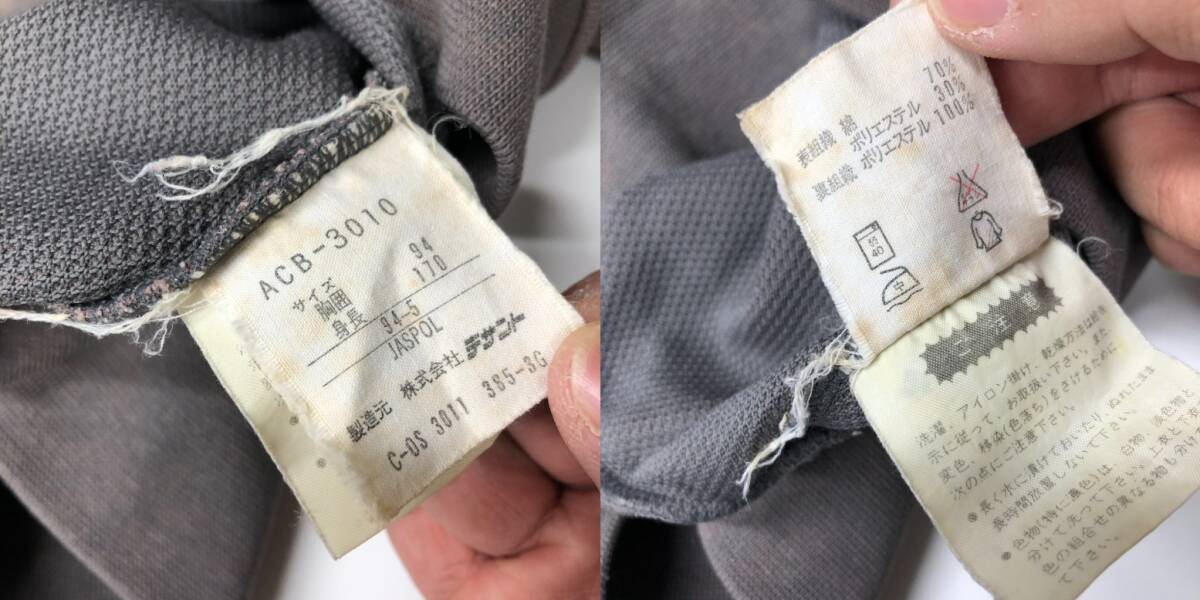 ACB-3010
サイズ
胸囲 94
身長 170
94-5
JASPOL
製造元 株式会社 デサント
C-OS 3011 385-3G
表組織 綿 70%
ポリエステル 30%
裏組織 ポリエステル 100%
40
中
ご注意
洗濯、アイロン掛け、乾燥方法は絵表
示に従って、お取扱い下さい。また、
変色、移染(色落ち)をさけるために
次の点にご注意下さい。
●長く水に漬けておいたり、ぬれたまま
長時間放置しないで下さい。
●色物(特に濃色)は、白物、淡色物と
分けて洗って下さい。上衣と下
色の組合せの異なる物も分け
て下さい。